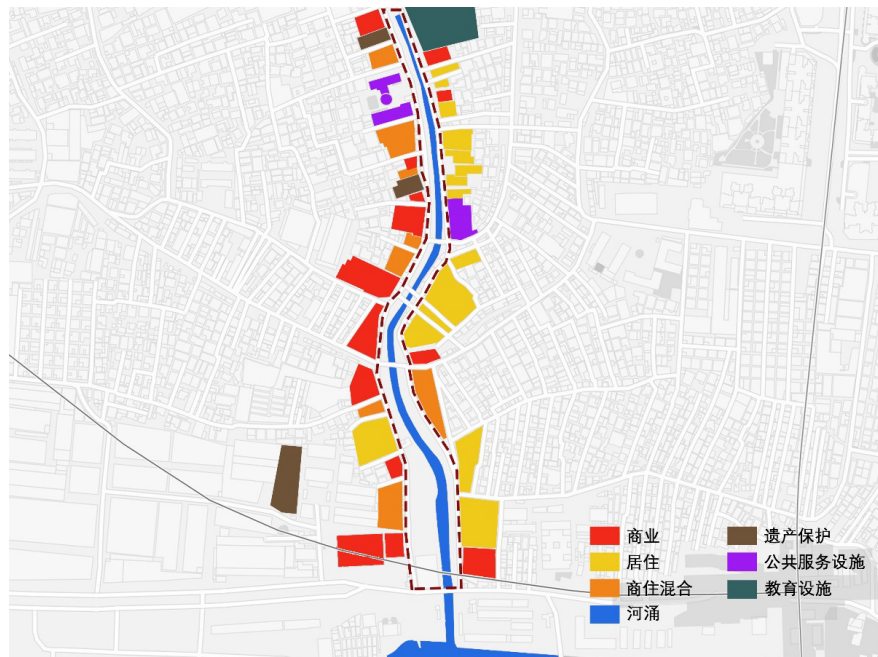 商业
居住
商住混合
河涌
遗产保护
公共服务设施
教育设施